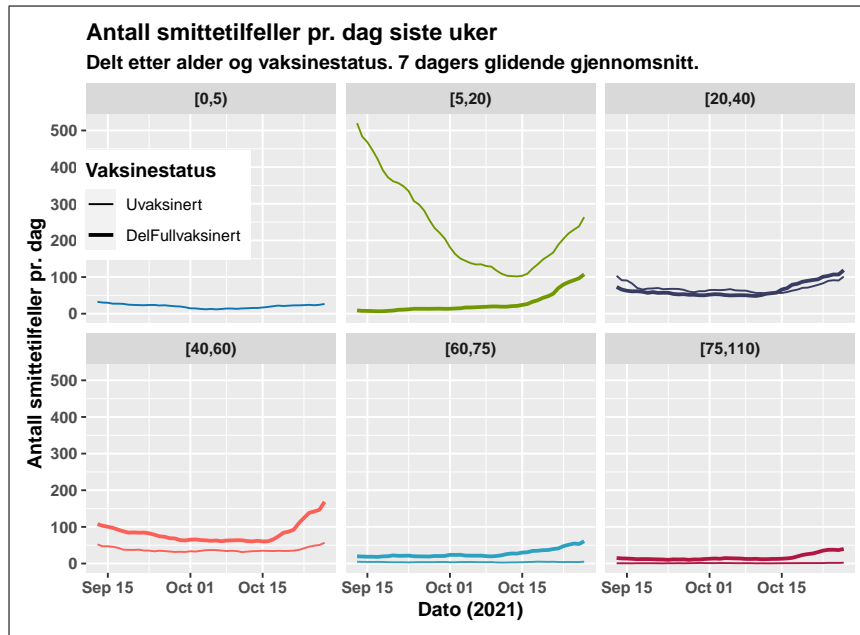 Antall smittetilfeller pr. dag siste uker
Delt etter alder og vaksinestatus. 7 dagers glidende gjennomsnitt.
[0,5)
[5,20)
[20,40)
500
400
300
200
100
0
Vaksinestatus
Uvaksinert
DelFullvaksinert
Antall smittetilfeller pr. dag
[40,60)
[60,75)
[75,110)
500
400
300
200
100
0
Sep 15
Oct 01
Oct 15
Sep 15
Oct 01
Oct 15
Sep 15
Oct 01
Oct 15
Dato (2021)